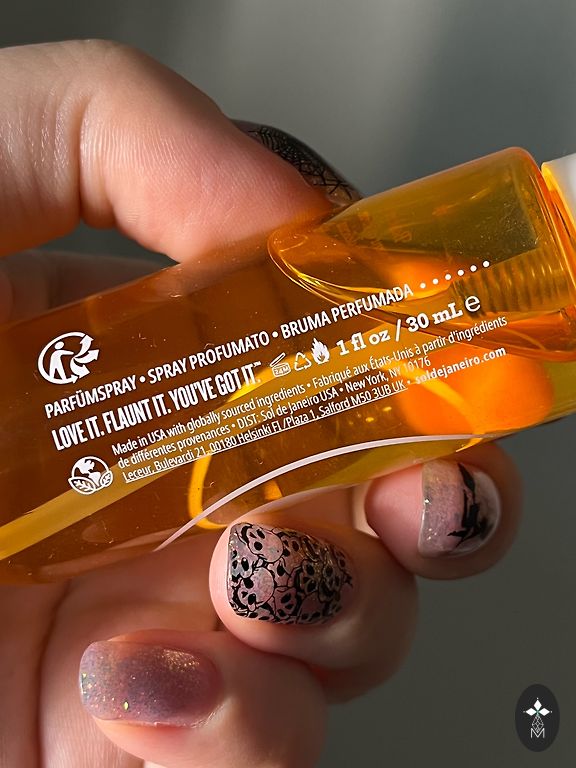 PARFÜMSPRAY • SPRAY PROFUMATO • BRUMA PERFUMADA
LOVE IT. FLAUNT IT. YOU'VE GOT IT.™ 24M 1 fl oz / 30 mL e
Made in USA with globally sourced ingredients • Fabriqué aux États-Unis à partir d'ingrédients
de différentes provenances • DIST: Sol de Janeiro USA • New York, NY 10176
Leceur, Bulevardi 21, 00180 Helsinki FI / Plaza 1, Salford M50 3UB UK • soldejaneiro.com
M